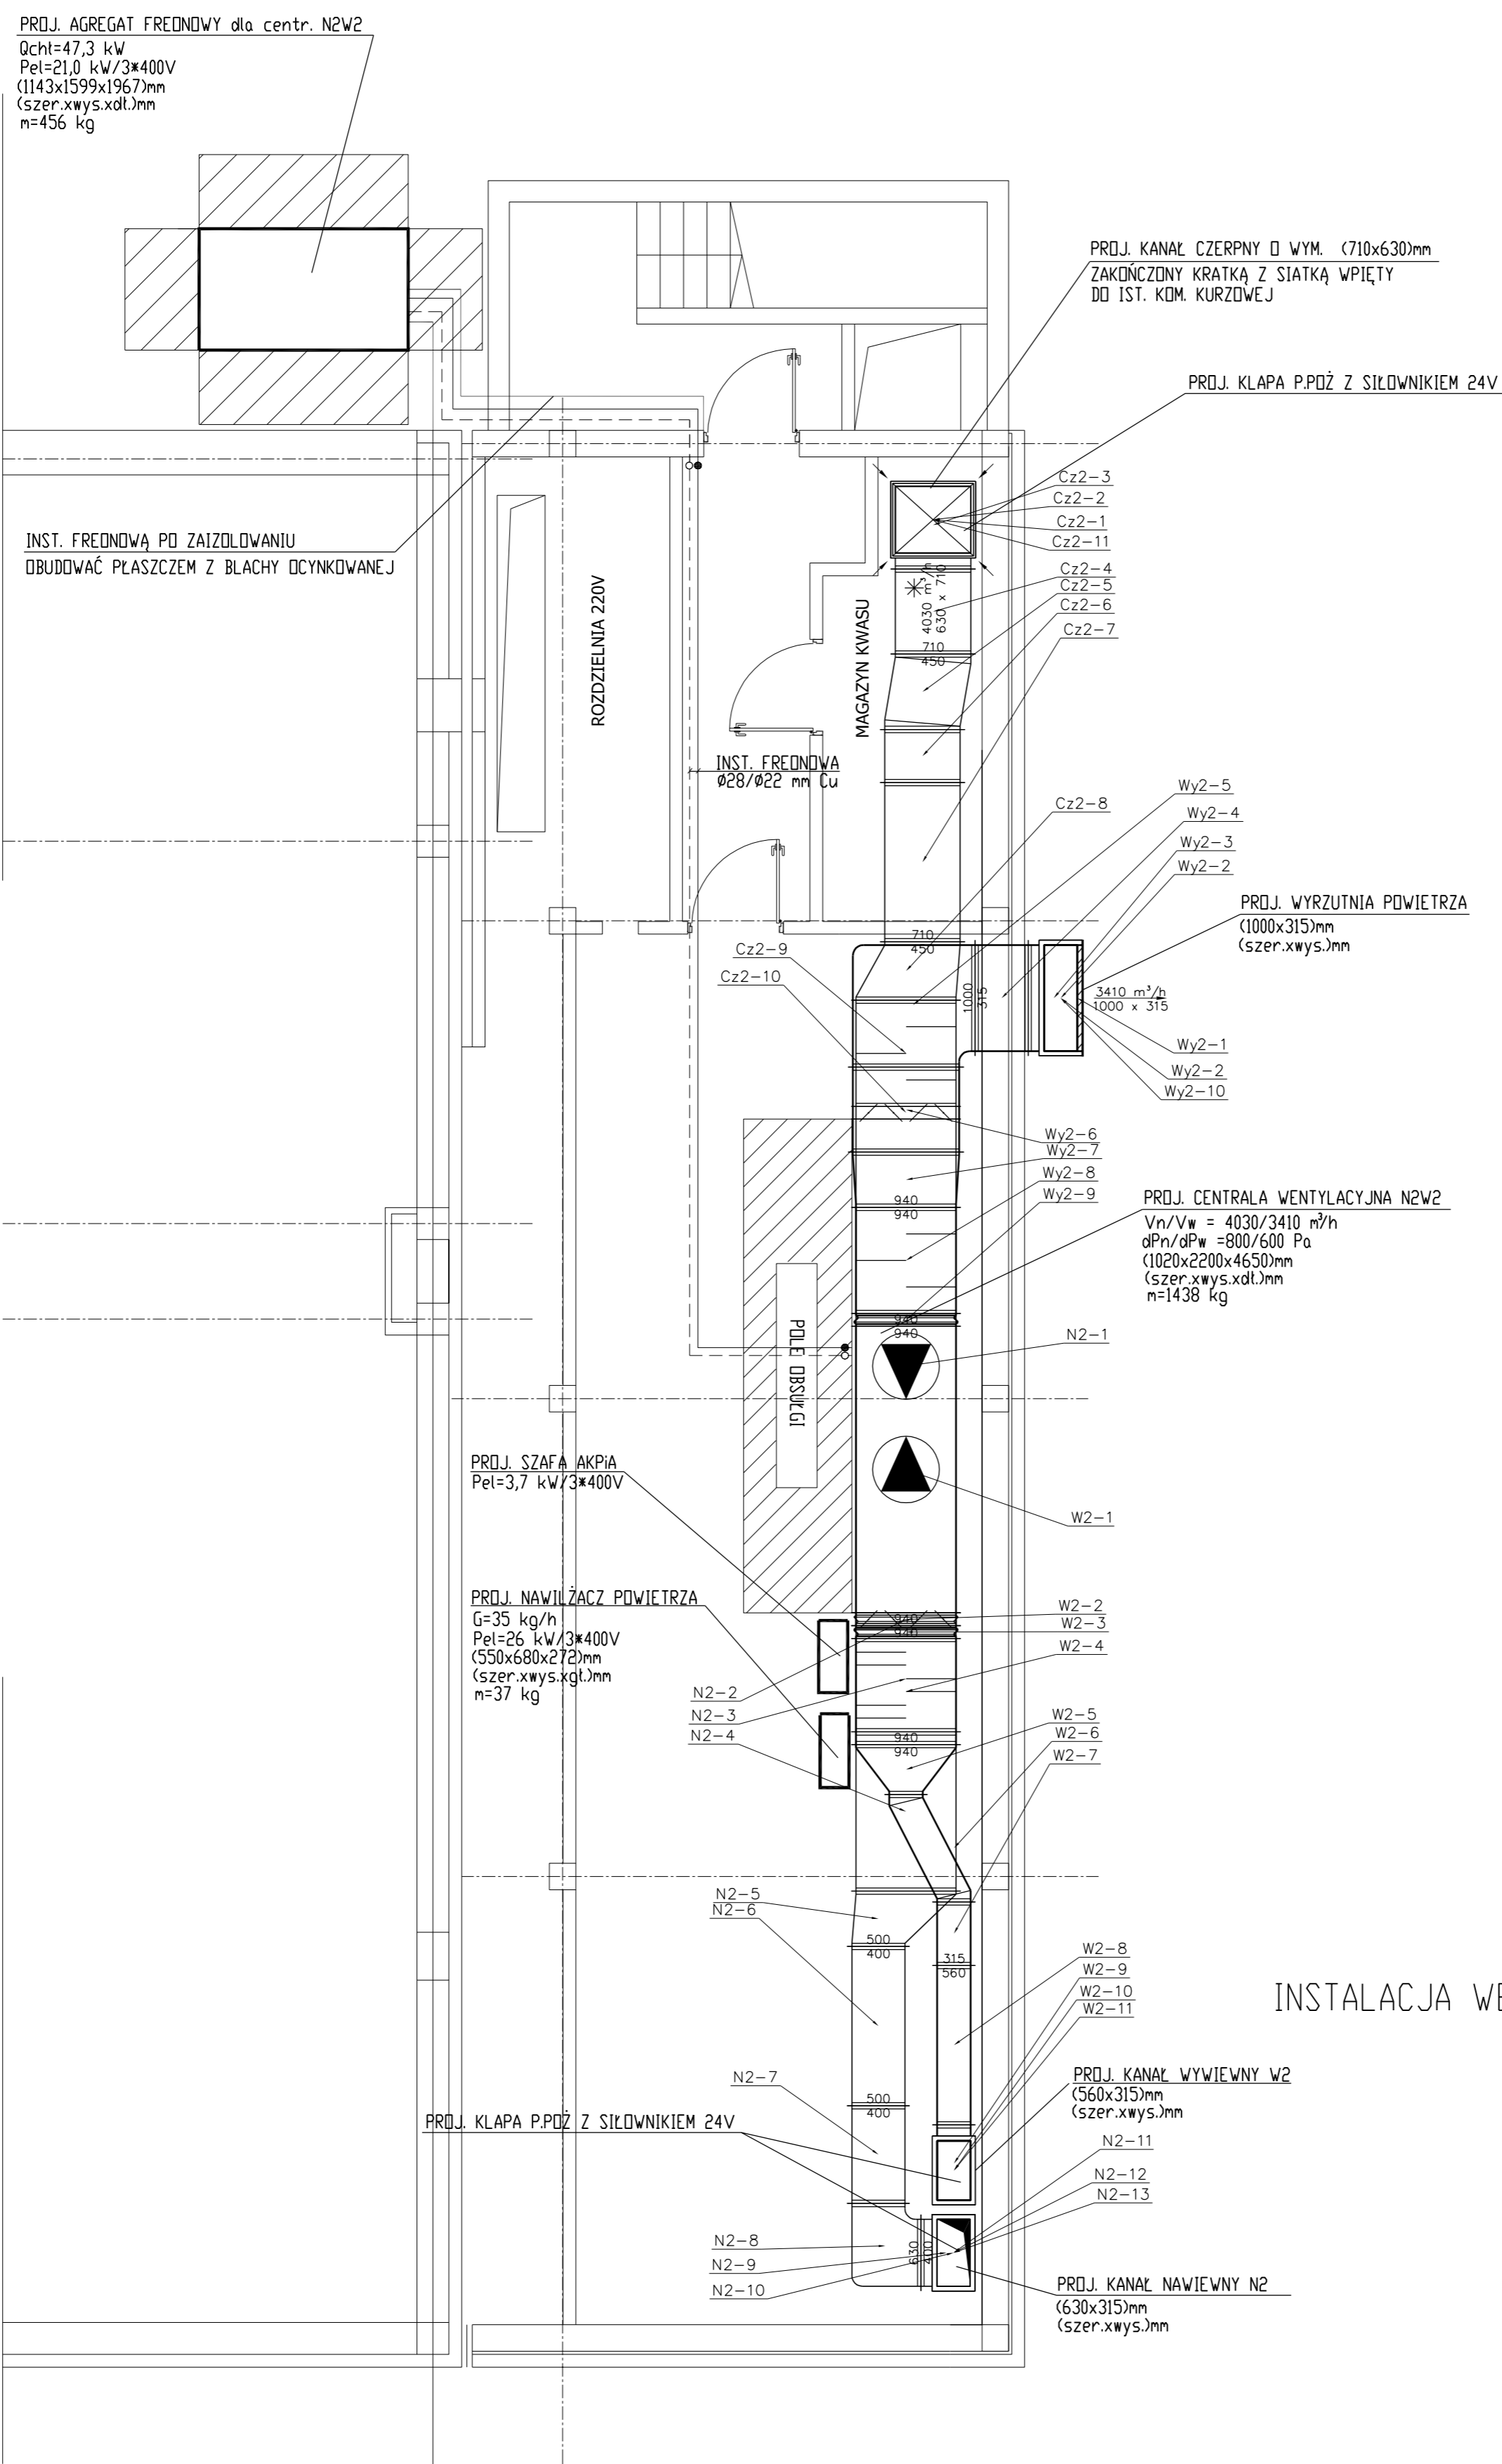 PROJ. AGREGAT FREONOWY dla centr. N2W2
Qchł=47,3 kW
Pel=21,0 kW/3*400V
(1143x1599x1967)mm
(szer.xwys.xdł.)mm
m=456 kg
PROJ. KANAŁ CZERPNY O WYM. (710x630)mm
ZAKOŃCZONY KRATKĄ Z SIATKĄ WPIĘTY
DO IST. KOM. KURZOWEJ
PROJ. KLAPA P.POŻ Z SIŁOWNIKIEM 24V
INST. FREONOWĄ PO ZAIZOLOWANIU
OBUDOWAĆ PŁASZCZEM Z BLACHY OCYNKOWANEJ
Cz2-3
Cz2-2
Cz2-1
Cz2-11
Cz2-4
Cz2-5
Cz2-6
Cz2-7
4030 m³/h
630 x 710
710
450
ROZDZIELNIA 220V
MAGAZYN KWASU
INST. FREONOWA
Ø28/Ø22 mm Cu
Cz2-8
Wy2-5
Wy2-4
Wy2-3
Wy2-2
PROJ. WYRZUTNIA POWIETRZA
(1000x315)mm
(szer.xwys.)mm
710
450
Cz2-9
Cz2-10
1000
315
3410 m³/h
1000 x 315
Wy2-1
Wy2-2
Wy2-10
Wy2-6
Wy2-7
Wy2-8
Wy2-9
940
940
PROJ. CENTRALA WENTYLACYJNA N2W2
Vn/Vw = 4030/3410 m³/h
dPn/dPw =800/600 Pa
(1020x2200x4650)mm
(szer.xwys.xdł.)mm
m=1438 kg
940
940
N2-1
POLE OBSUŁGI
PROJ. SZAFA AKPiA
Pel=3,7 kW/3*400V
W2-1
PROJ. NAWILŻACZ POWIETRZA
G=35 kg/h
Pel=26 kW/3*400V
(550x680x272)mm
(szer.xwys.xgł.)mm
m=37 kg
940
940
W2-2
W2-3
W2-4
N2-2
N2-3
N2-4
940
940
W2-5
W2-6
W2-7
N2-5
N2-6
500
400
315
560
W2-8
W2-9
W2-10
W2-11
INSTALACJA WE
N2-7
500
400
PROJ. KANAŁ WYWIEWNY W2
(560x315)mm
(szer.xwys.)mm
PROJ. KLAPA P.POŻ Z SIŁOWNIKIEM 24V
N2-11
N2-12
N2-13
N2-8
N2-9
N2-10
630
400
PROJ. KANAŁ NAWIEWNY N2
(630x315)mm
(szer.xwys.)mm